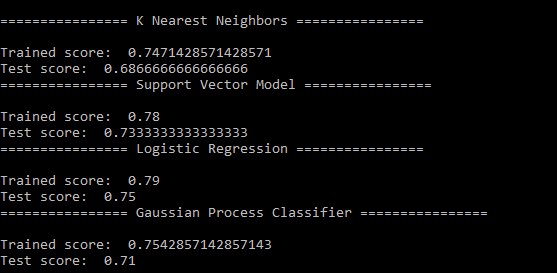 ================ K Nearest Neighbors ================
Trained score:  0.7471428571428571
Test score:  0.6866666666666666
================ Support Vector Model ================
Trained score:  0.78
Test score:  0.7333333333333333
================ Logistic Regression ================
Trained score:  0.79
Test score:  0.75
================ Gaussian Process Classifier ================
Trained score:  0.7542857142857143
Test score:  0.71